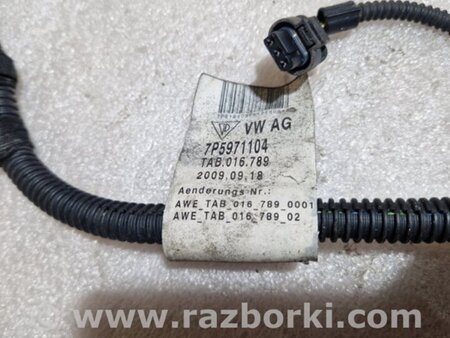 VW AG
7P5971104
TAB.016.789
2009.09.18
Aenderungs Nr.:
AWE_TAB_016_789_0001
AWE_TAB_016_789_02
www.razborki.com